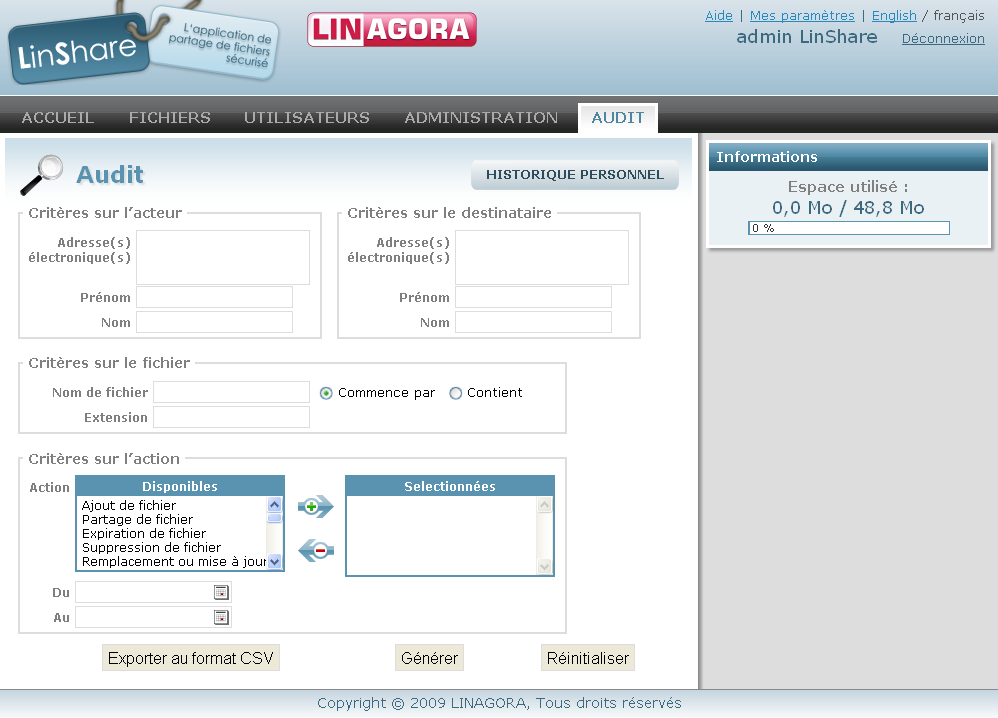 LinShare
L'application de
partage de fichiers
sécurisé
LINAGORA
Aide | Mes paramètres | English / français
admin LinShare Déconnexion
ACCUEIL FICHIERS UTILISATEURS ADMINISTRATION AUDIT
Audit
HISTORIQUE PERSONNEL
Informations
Espace utilisé :
0,0 Mo / 48,8 Mo
0 %
Critères sur l'acteur
Adresse(s)
électronique(s)
Prénom
Nom
Critères sur le destinataire
Adresse(s)
électronique(s)
Prénom
Nom
Critères sur le fichier
Nom de fichier Commence par Contient
Extension
Critères sur l'action
Action Disponibles Selectionnées
Ajout de fichier
Partage de fichier
Expiration de fichier
Suppression de fichier
Remplacement ou mise à jour
Du
Au
Exporter au format CSV Générer Réinitialiser
Copyright © 2009 LINAGORA, Tous droits réservés